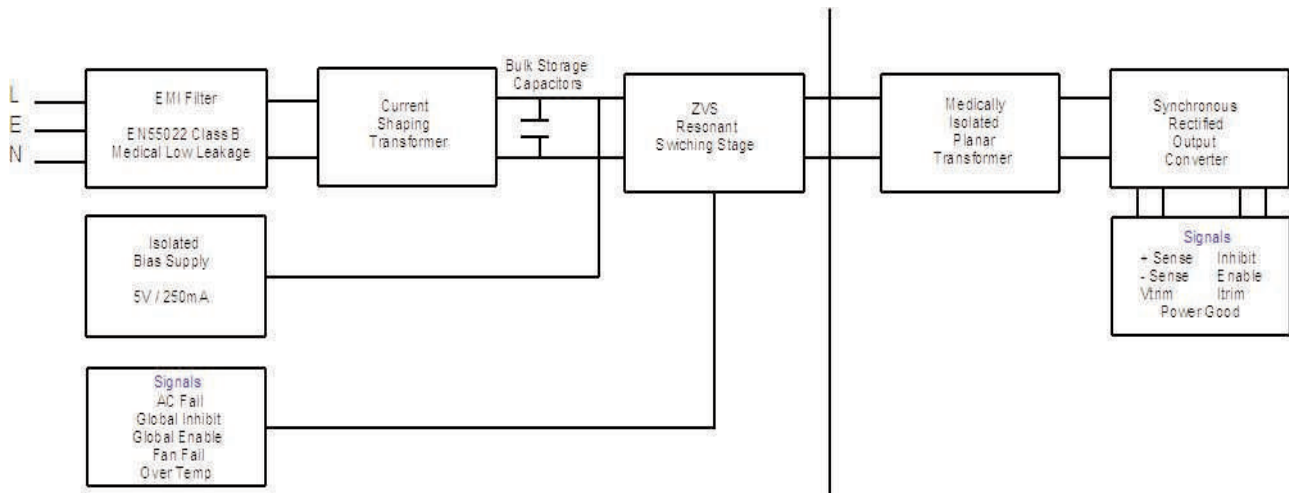 L
E
N
EMI Filter
EN55022 Class B
Medical Low Leakage
Current
Shaping
Transformer
Bulk Storage
Capacitors
ZVS
Resonant
Swiching Stage
Medically
Isolated
Planar
Transformer
Synchronous
Rectified
Output
Converter
Isolated
Bias Supply
5V / 250mA
Signals
+ Sense Inhibit
- Sense Enable
Vtrim Itrim
Power Good
Signals
AC Fail
Global Inhibit
Global Enable
Fan Fail
Over Temp